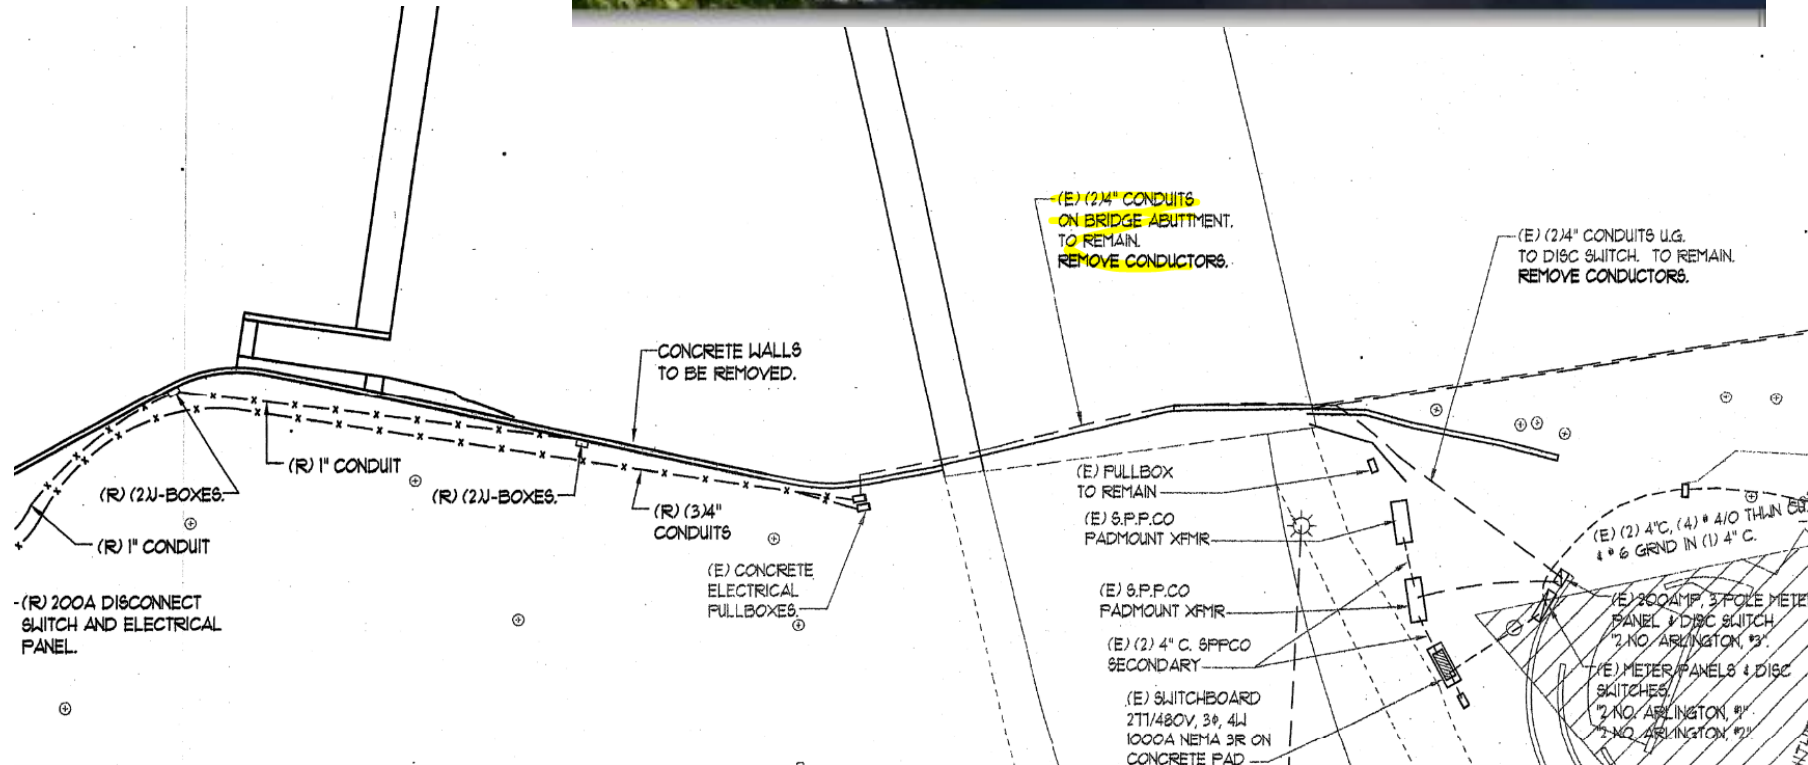 (E) (2)4" CONDUITS
ON BRIDGE ABUTTMENT.
TO REMAIN.
REMOVE CONDUCTORS.
(E) (2)4" CONDUITS U.G.
TO DISC SWITCH. TO REMAIN.
REMOVE CONDUCTORS.
CONCRETE WALLS
TO BE REMOVED.
(R) 1" CONDUIT
(R) (2)J-BOXES.
(R) (2)J-BOXES.
(R) (3)4"
CONDUITS
(R) 1" CONDUIT
(E) CONCRETE
ELECTRICAL
PULLBOXES.
(R) 200A DISCONNECT
SWITCH AND ELECTRICAL
PANEL.
(E) PULLBOX
TO REMAIN
(E) S.P.P.CO
PADMOUNT XFMR
(E) S.P.P.CO
PADMOUNT XFMR
(E) (2) 4" C. SPPCO
SECONDARY
(E) SWITCHBOARD
277/480V, 3Φ, 4W
1000A NEMA 3R ON
CONCRETE PAD
(E) (2) 4"C, (4) # 4/0 THWN
& # 6 GRND IN (1) 4" C.
(E) 200AMP, 3 POLE METE
PANEL & DISC SWITCH
"2 NO. ARLINGTON, #3".
(E) METER PANELS & DISC
SWITCHES.
"2 NO. ARLINGTON, #1".
"2 NO. ARLINGTON, #2".